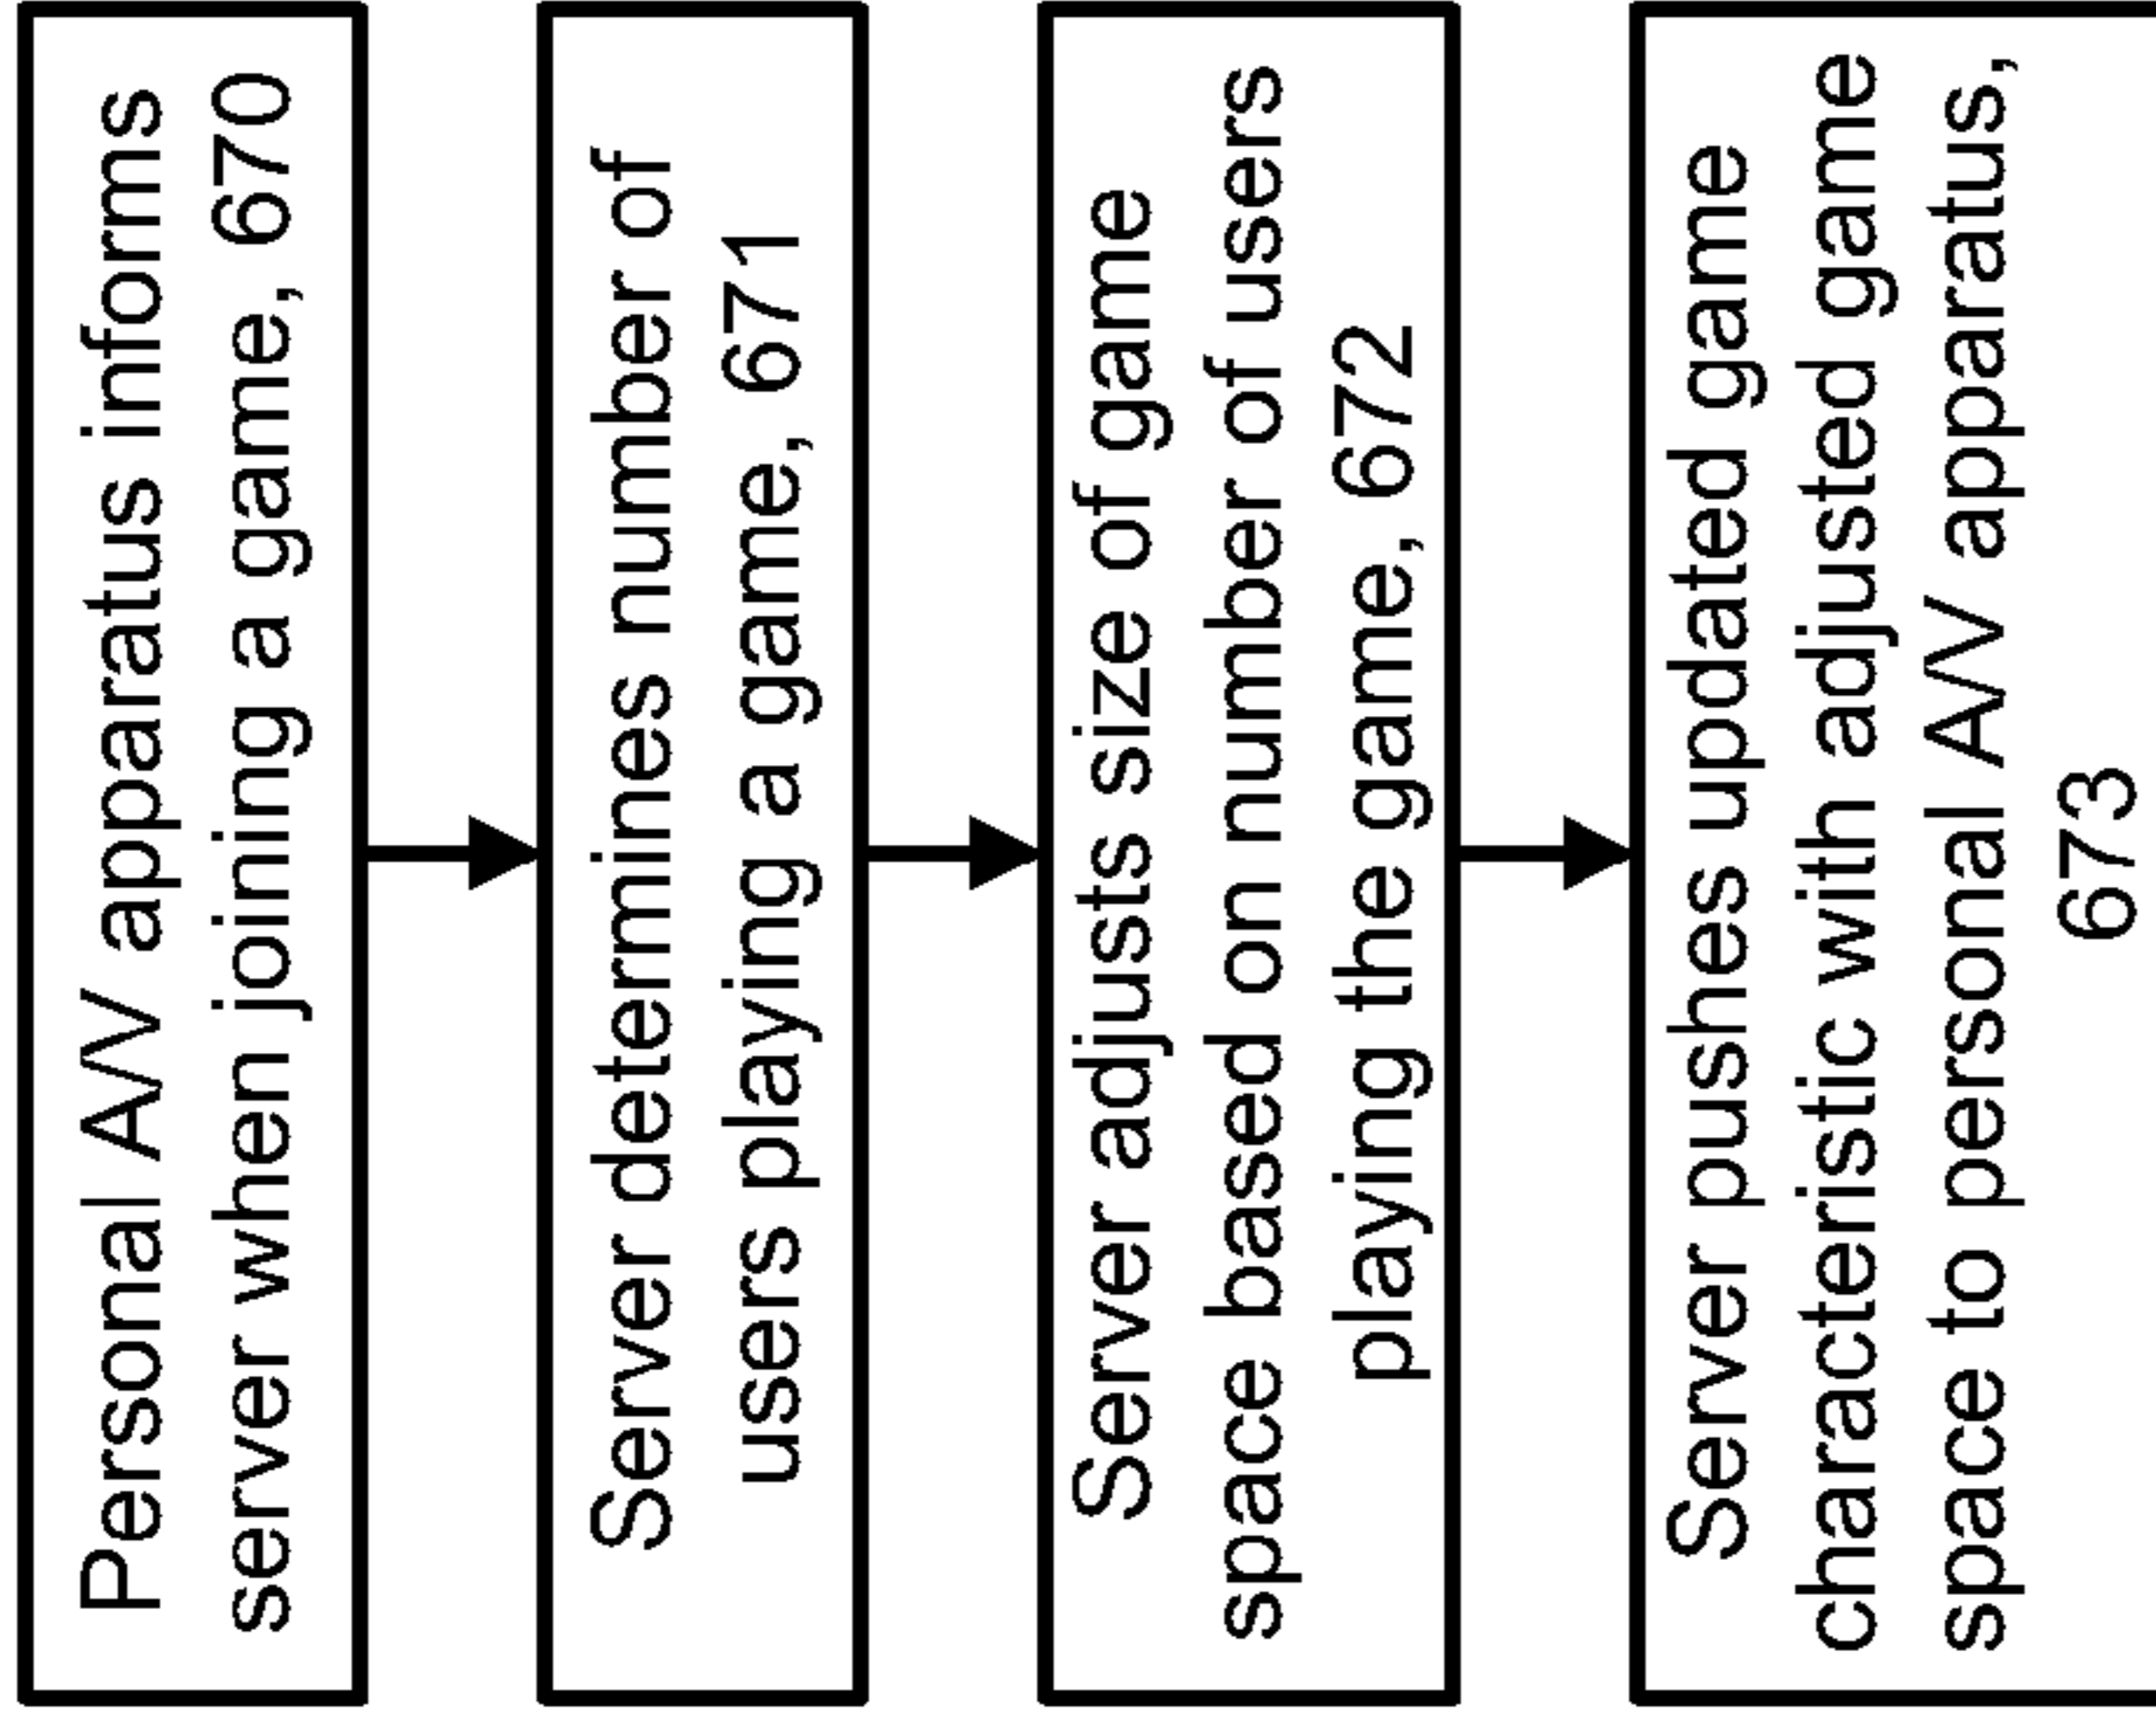 Personal A/V apparatus informs
server when joining a game, 670
Server determines number of
users playing a game, 671
Server adjusts size of game
space based on number of users
playing the game, 672
Server pushes updated game
characteristic with adjusted game
space to personal A/V apparatus,
673